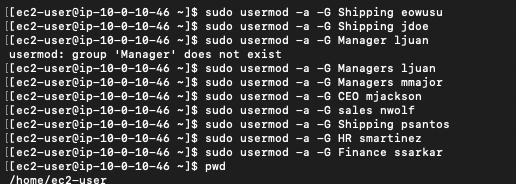 [[ec2-user@ip-10-0-10-46 ~]$ sudo usermod -a -G Shipping eowusu
[[ec2-user@ip-10-0-10-46 ~]$ sudo usermod -a -G Shipping jdoe
[[ec2-user@ip-10-0-10-46 ~]$ sudo usermod -a -G Manager ljuan
usermod: group 'Manager' does not exist
[[ec2-user@ip-10-0-10-46 ~]$ sudo usermod -a -G Managers ljuan
[[ec2-user@ip-10-0-10-46 ~]$ sudo usermod -a -G Managers mmajor
[[ec2-user@ip-10-0-10-46 ~]$ sudo usermod -a -G CEO mjackson
[[ec2-user@ip-10-0-10-46 ~]$ sudo usermod -a -G sales nwolf
[[ec2-user@ip-10-0-10-46 ~]$ sudo usermod -a -G Shipping psantos
[[ec2-user@ip-10-0-10-46 ~]$ sudo usermod -a -G HR smartinez
[[ec2-user@ip-10-0-10-46 ~]$ sudo usermod -a -G Finance ssarkar
[[ec2-user@ip-10-0-10-46 ~]$ pwd
/home/ec2-user